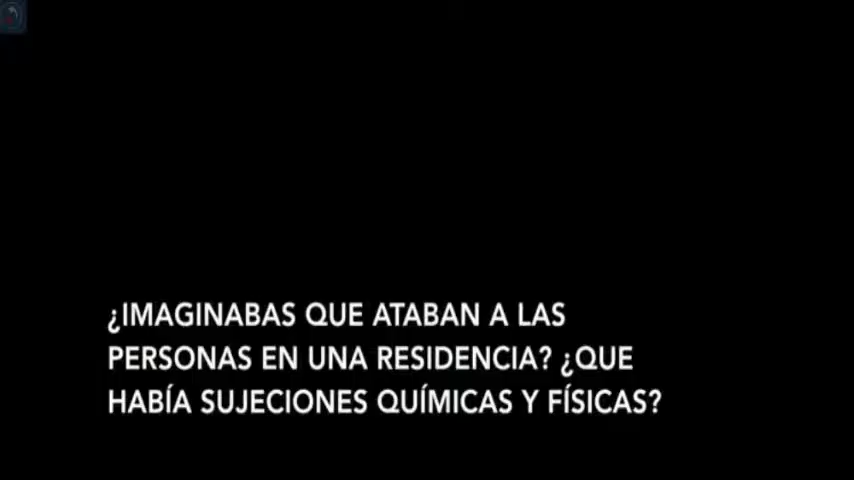 ¿IMAGINABAS QUE ATABAN A LAS
PERSONAS EN UNA RESIDENCIA? ¿QUE
HABÍA SUJECIONES QUÍMICAS Y FÍSICAS?